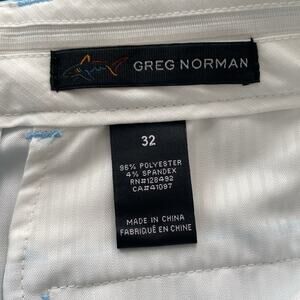 GREG NORMAN
32
96% POLYESTER
4% SPANDEX
RN#128492
CA#41097
MADE IN CHINA
FABRIQUÉ EN CHINE